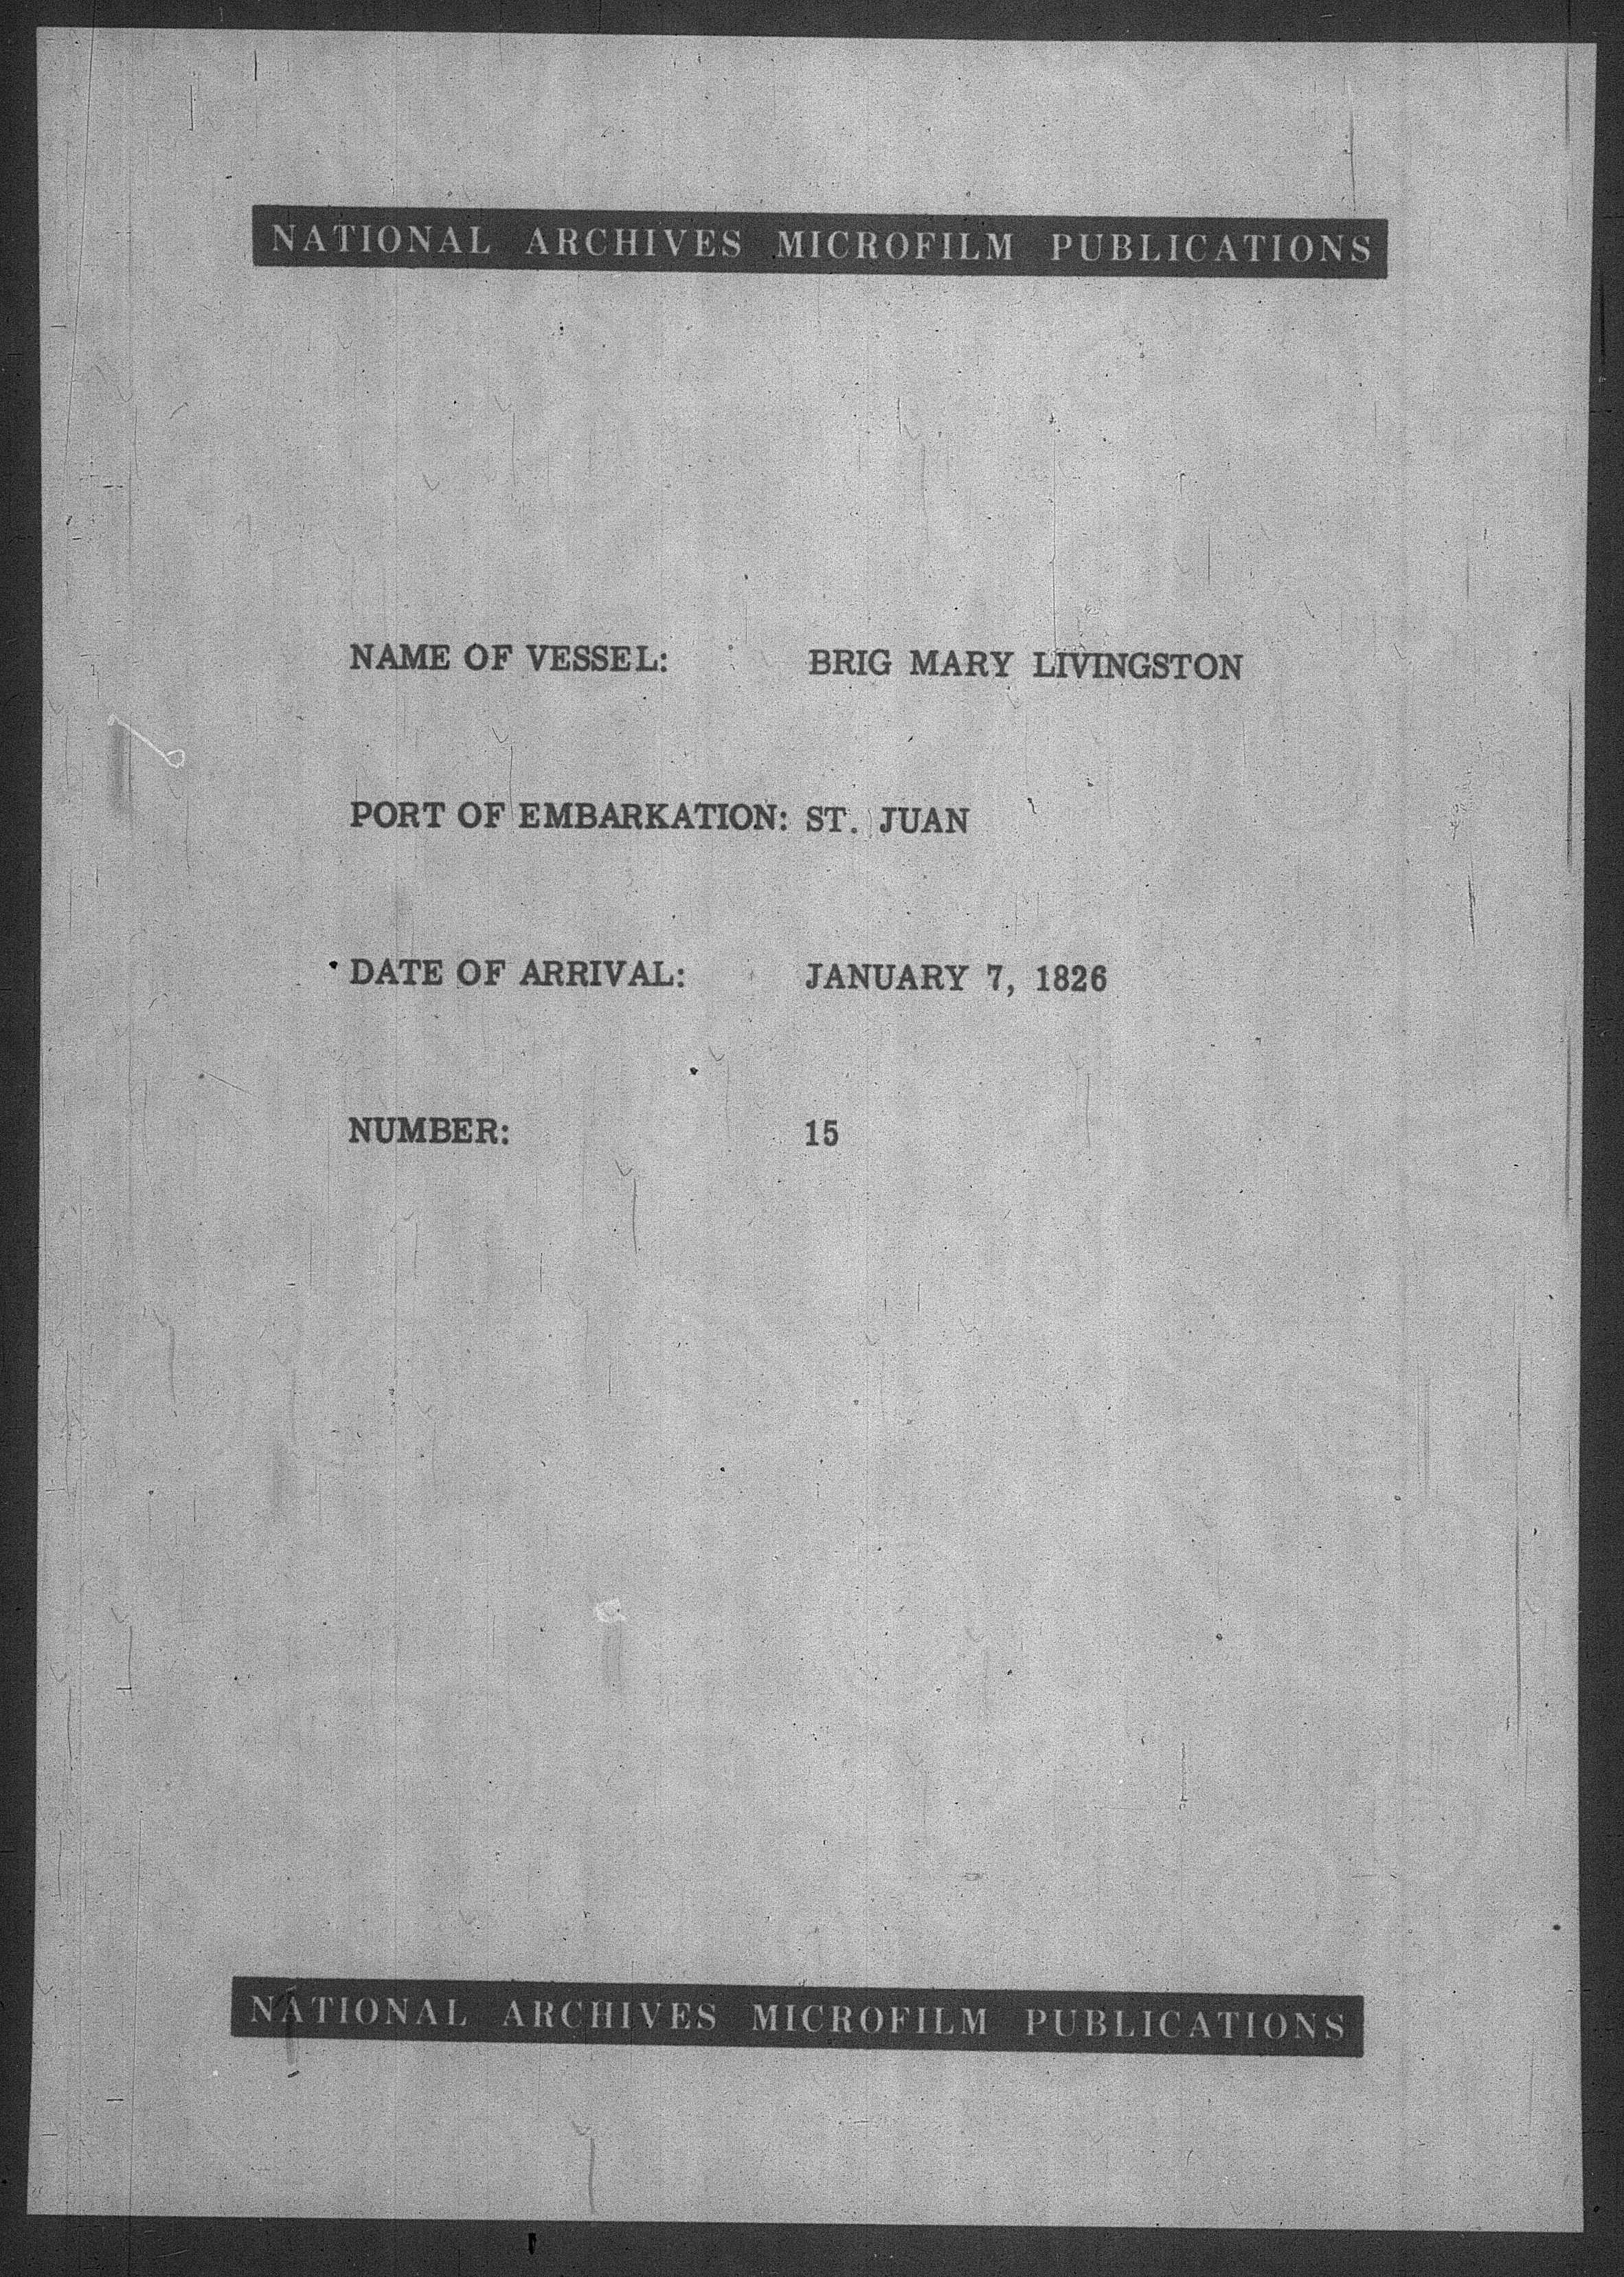 NATIONAL ARCHIVES MICROFILM PUBLICATIONS
NAME OF VESSEL: BRIG MARY LIVINGSTON
PORT OF EMBARKATION: ST. JUAN
DATE OF ARRIVAL: JANUARY 7, 1826
NUMBER: 15
NATIONAL ARCHIVES MICROFILM PUBLICATIONS